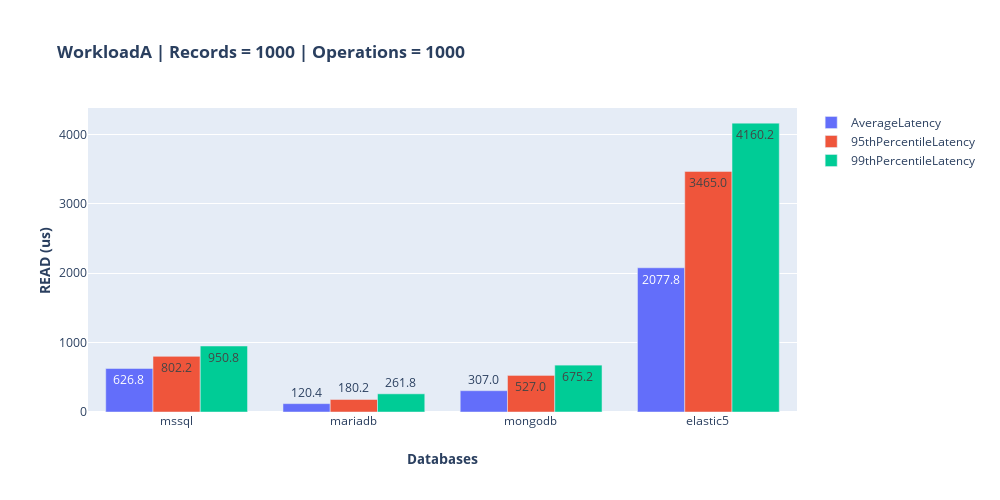 WorkloadA | Records = 1000 | Operations = 1000
AverageLatency
95thPercentileLatency
99thPercentileLatency
READ (us)
4000
3000
2000
1000
0
626.8
802.2
950.8
120.4
180.2
261.8
307.0
527.0
675.2
2077.8
3465.0
4160.2
mssql
mariadb
mongodb
elastic5
Databases